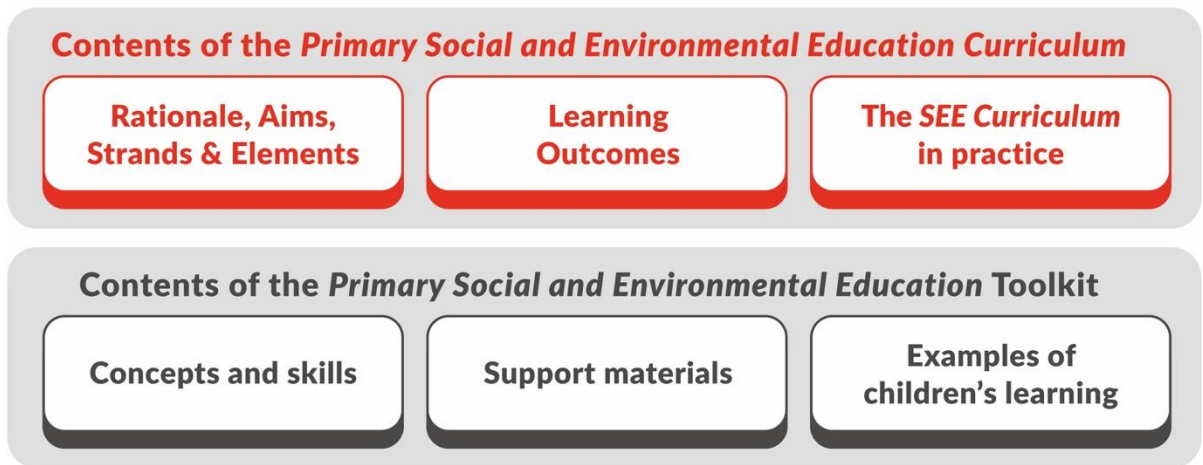 Contents of the Primary Social and Environmental Education Curriculum
Rationale, Aims,
Strands & Elements
Learning
Outcomes
The SEE Curriculum
in practice
Contents of the Primary Social and Environmental Education Toolkit
Concepts and skills
Support materials
Examples of
children’s learning